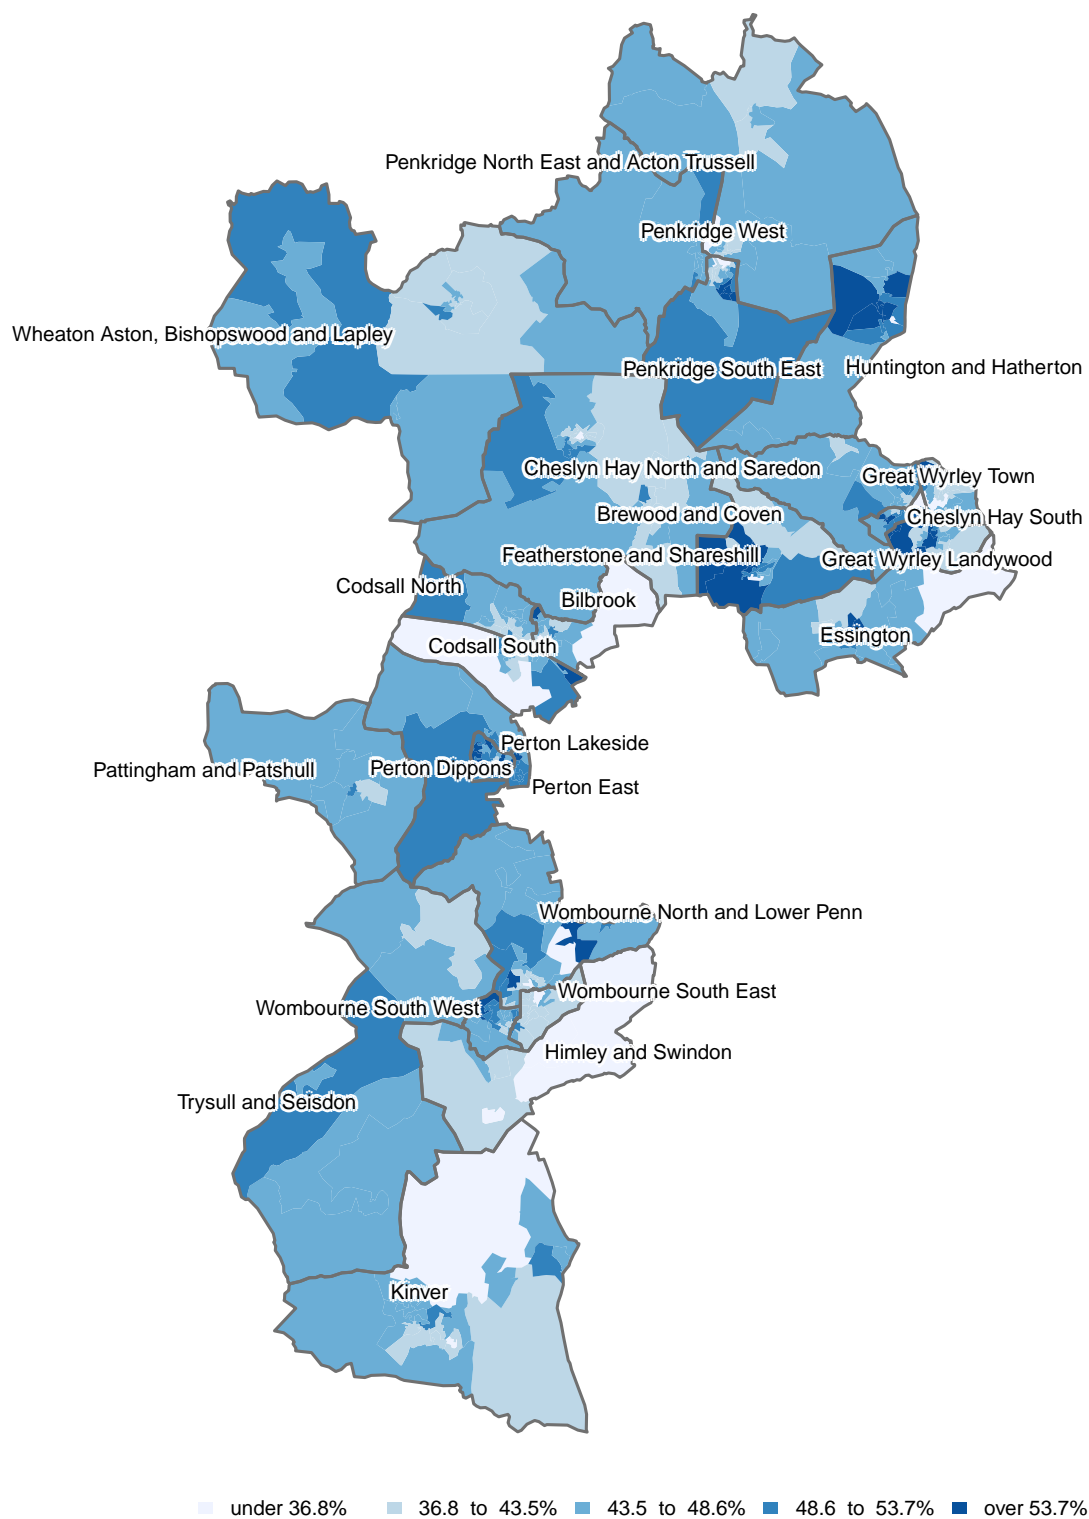 Penkridge North East and Acton Trussell
Penkridge West
Wheaton Aston, Bishopswood and Lapley
Penkridge South East
Huntington and Hatherton
Cheslyn Hay North and Saredon
Great Wyrley Town
Brewood and Coven
Cheslyn Hay South
Featherstone and Shareshill
Great Wyrley Landywood
Codsall North
Bilbrook
Essington
Codsall South
Perton Lakeside
Pattingham and Patshull
Perton Dippons
Perton East
Wombourne North and Lower Penn
Wombourne South East
Wombourne South West
Himley and Swindon
Trysull and Seisdon
Kinver
under 36.8% 36.8 to 43.5% 43.5 to 48.6% 48.6 to 53.7% over 53.7%